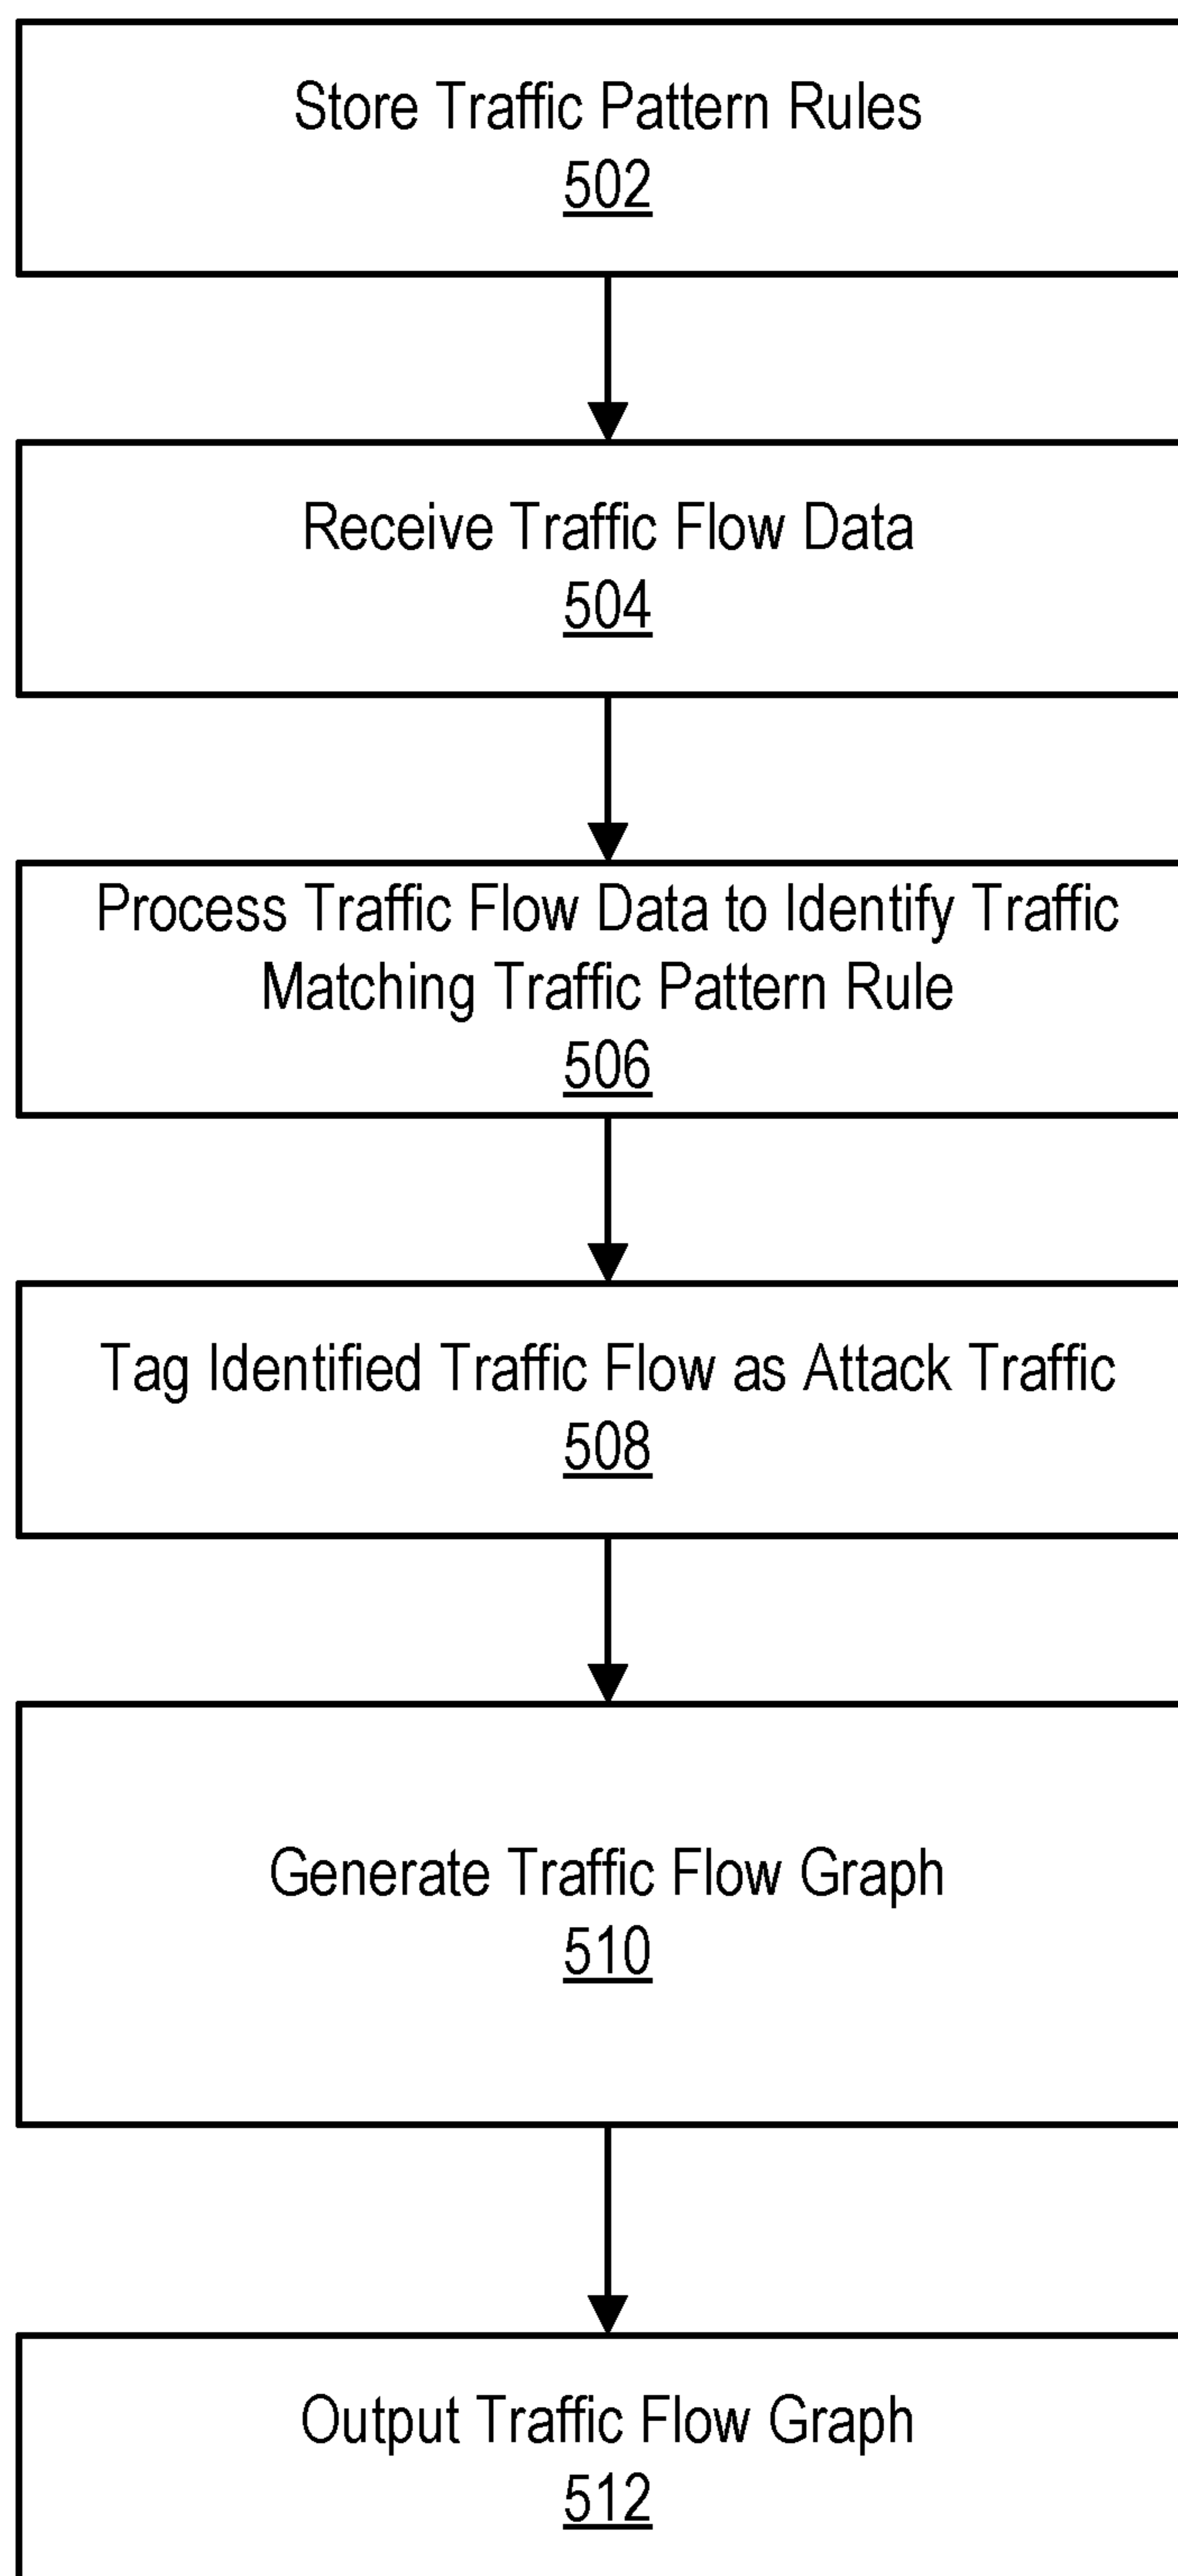 Store Traffic Pattern Rules
502
Receive Traffic Flow Data
504
Process Traffic Flow Data to Identify Traffic
Matching Traffic Pattern Rule
506
Tag Identified Traffic Flow as Attack Traffic
508
Generate Traffic Flow Graph
510
Output Traffic Flow Graph
512